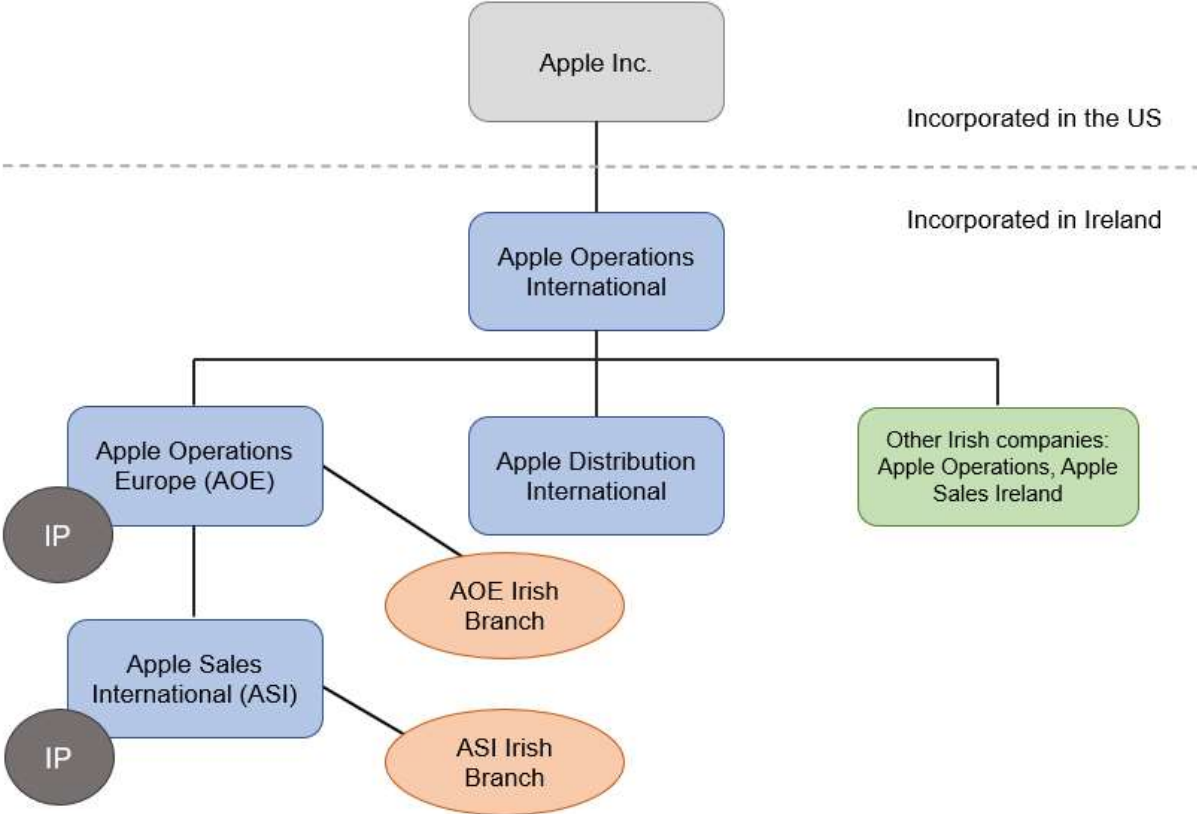 Apple Inc.
Incorporated in the US
Incorporated in Ireland
Apple Operations
International
Apple Operations
Europe (AOE)
IP
Apple Distribution
International
Other Irish companies:
Apple Operations, Apple
Sales Ireland
AOE Irish
Branch
Apple Sales
International (ASI)
IP
ASI Irish
Branch